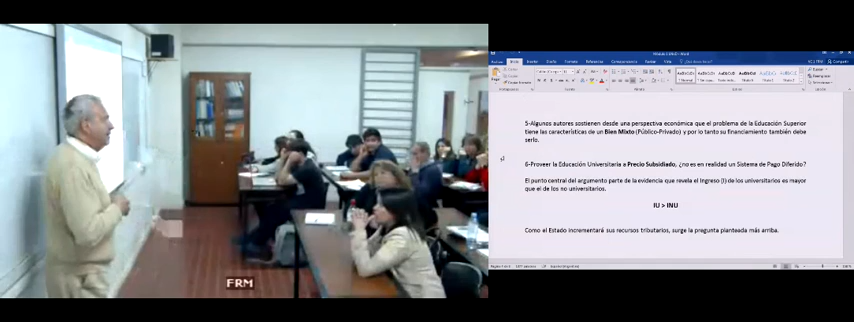 FRM
5-Algunos autores sostienen desde una perspectiva económica que el problema de la Educación Superior
tiene las características de un Bien Mixto (Público-Privado) y por lo tanto su financiamiento también debe
serlo.
6-Proveer la Educación Universitaria a Precio Subsidiado, ¿no es en realidad un Sistema de Pago Diferido?
El punto central del argumento parte de la evidencia que revela el Ingreso (I) de los universitarios es mayor
que el de los no universitarios.
IU > INU
Como el Estado incrementará sus recursos tributarios, surge la pregunta planteada más arriba.